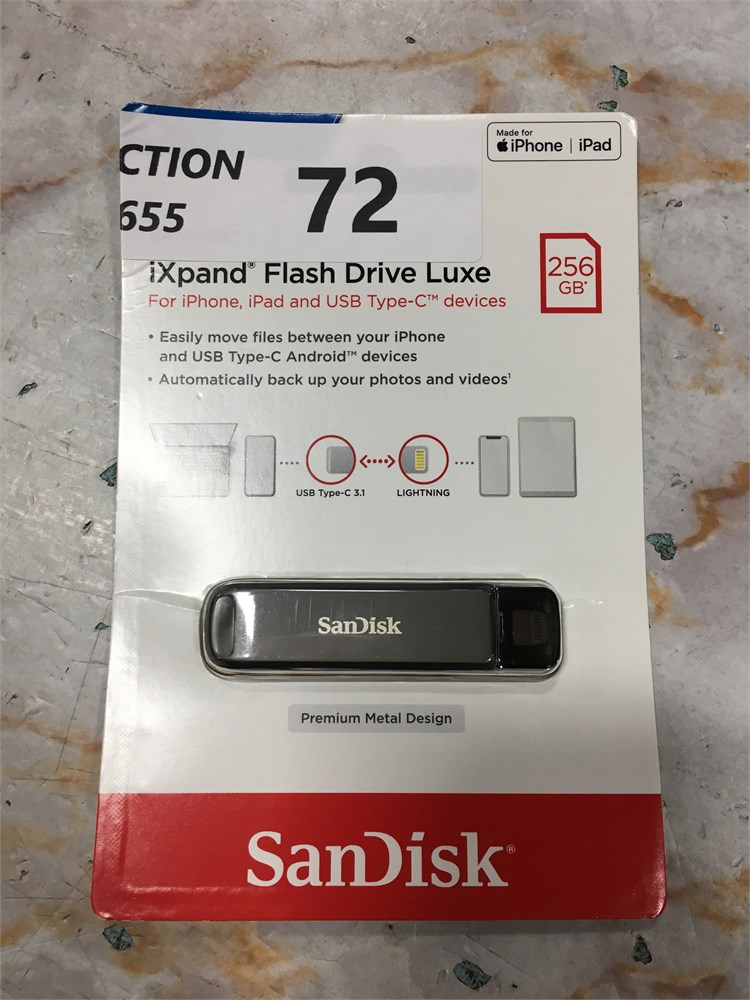 CTION
655
72
Made for
iPhone | iPad
iXpand® Flash Drive Luxe
For iPhone, iPad and USB Type-C™ devices
256
GB*
• Easily move files between your iPhone
and USB Type-C Android™ devices
• Automatically back up your photos and videos¹
USB Type-C 3.1
LIGHTNING
SanDisk
Premium Metal Design
SanDisk®